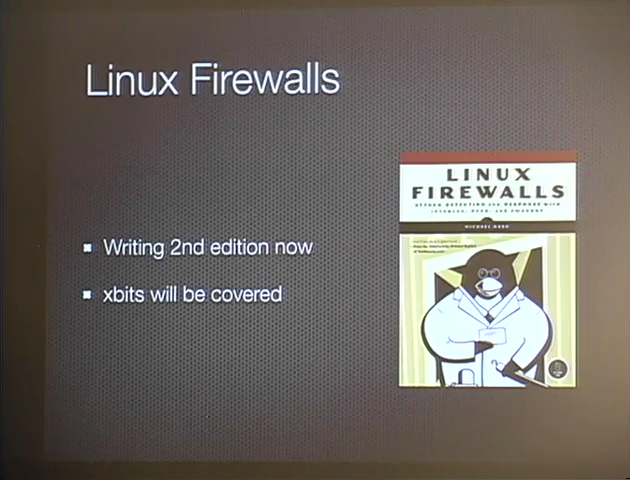 Linux Firewalls
Writing 2nd edition now
xbits will be covered
LINUX
FIREWALLS
ATTACK DETECTION AND RESPONSE WITH
IPTABLES, PSAD, AND FWSNORT
MICHAEL RASH